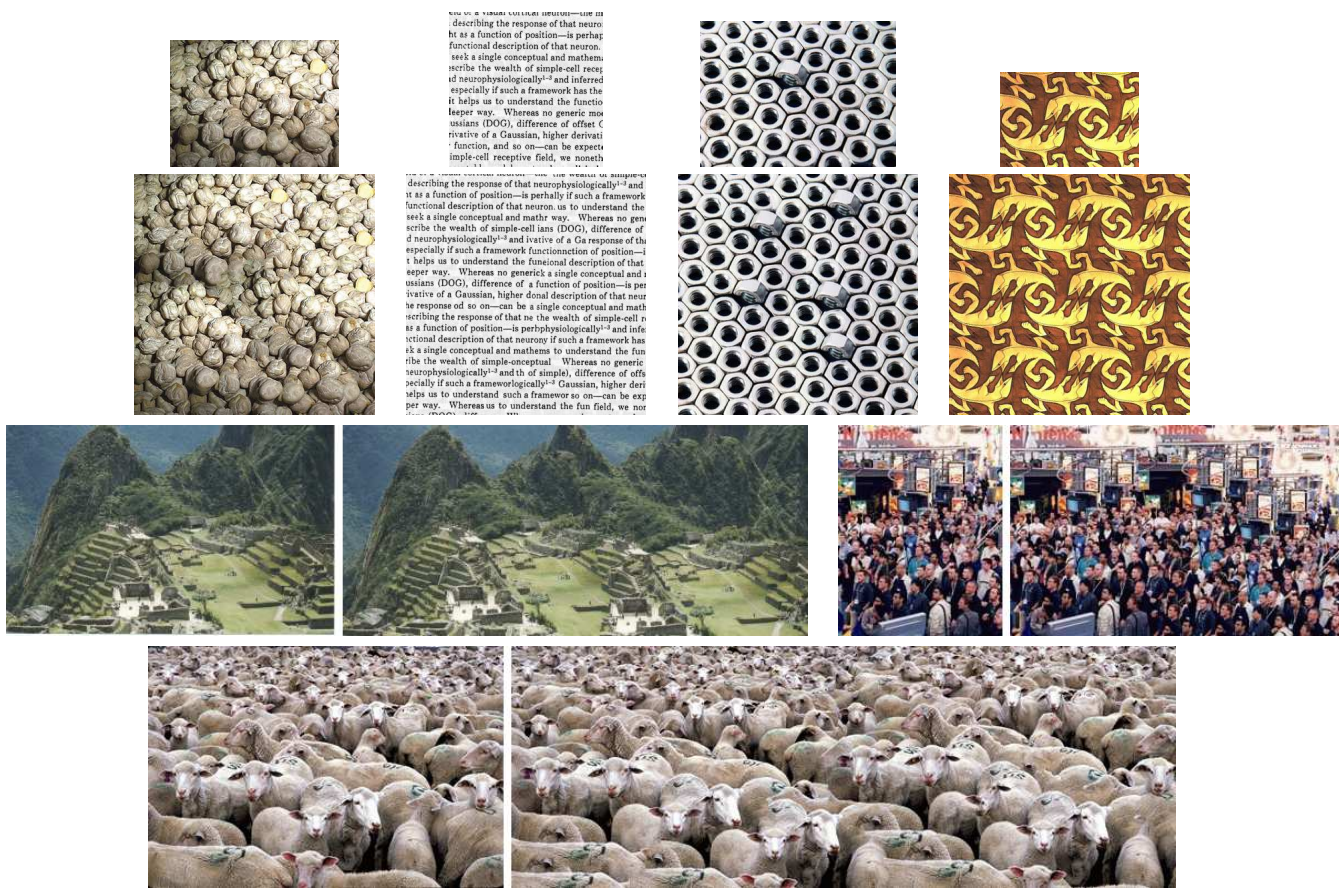 describing the response of that neuro
ht as a function of position—is perhap
functional description of that neuron.
seek a single conceptual and mathema
escribe the wealth of simple-cell recep
nd neurophysiologically¹⁻³ and inferred
especially if such a framework has the
it helps us to understand the functio
leeper way. Whereas no generic mod
ussians (DOG), difference of offset G
rivative of a Gaussian, higher derivati
function, and so on—can be expecte
imple-cell receptive field, we noneth
describing the response of that neurophysiologically¹⁻³ and
nt as a function of position—is perhally if such a framework
functional description of that neuron. us to understand the
seek a single conceptual and mathr way. Whereas no gene
scribe the wealth of simple-cell ians (DOG), difference of
d neurophysiologically¹⁻³ and ivative of a Ga response of tha
especially if such a framework functionnction of position—i
t helps us to understand the funeional description of that
eeper way. Whereas no generick a single conceptual and
ussians (DOG), difference of a function of position—is per
ivative of a Gaussian, higher donal description of that neur
he response od so on—can be a single conceptual and math
escribing the response of that ne the wealth of simple-cell n
as a function of position—is perhphysiologically¹⁻³ and infe
nctional description of that neurony if such a framework has
ek a single conceptual and mathems to understand the fun
ribe the wealth of simple-onceptual Whereas no generic
neurophysiologically¹⁻³ and th of simple), difference of offs
pecially if such a frameworlogically¹⁻³ Gaussian, higher deri
helps us to understand such a framewor so on—can be exp
per way. Whereas us to understand the fun field, we nor